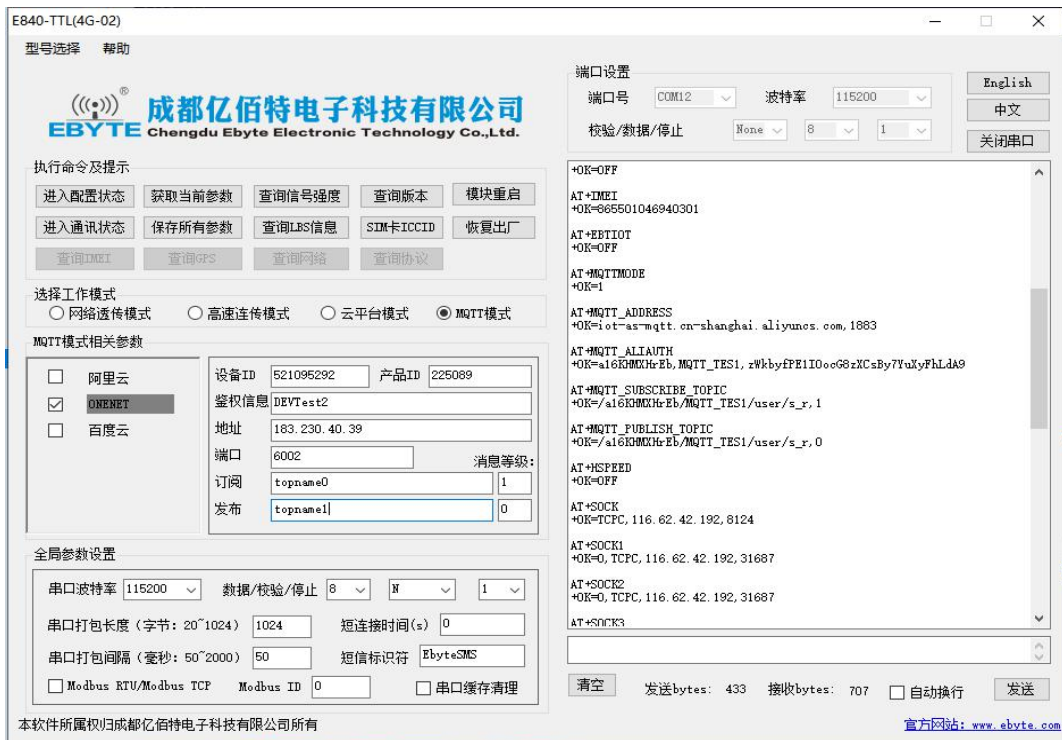 E840-TTL(4G-02)
型号选择 帮助
成都亿佰特电子科技有限公司
EBYTE Chengdu Ebyte Electronic Technology Co.,Ltd.
执行命令及提示
进入配置状态 获取当前参数 查询信号强度 查询版本 模块重启
进入通讯状态 保存所有参数 查询LBS信息 SIM卡ICCID 恢复出厂
查询IMEI 查询GPS 查询网络 查询协议
选择工作模式
网络透传模式 高速连传模式 云平台模式 MQTT模式
MQTT模式相关参数
阿里云
ONENET
百度云
设备ID 521095292 产品ID 225089
鉴权信息 DEVTest2
地址 183.230.40.39
端口 6002 消息等级:
订阅 topname0 1
发布 topname1 0
全局参数设置
串口波特率 115200 数据/校验/停止 8 N 1
串口打包长度（字节：20~1024） 1024 短连接时间(s) 0
串口打包间隔（毫秒：50~2000） 50 短信标识符 EbyteSMS
Modbus RTU/Modbus TCP Modbus ID 0 串口缓存清理
本软件所属权归成都亿佰特电子科技有限公司所有
端口设置
端口号 COM12 波特率 115200
校验/数据/停止 None 8 1
English
中文
关闭串口
+OK=OFF
AT+IMEI
+OK=865501046940301
AT+EBTIOT
+OK=OFF
AT+MQTTMODE
+OK=1
AT+MQTT_ADDRESS
+OK=iot-as-mqtt.cn-shanghai.aliyuncs.com,1883
AT+MQTT_ALIAUTH
+OK=a16KHMXHrEb,MQTT_TES1,zWkbyfPE1IOocG8zXCsBy7YuXyFhLdA9
AT+MQTT_SUBSCRIBE_TOPIC
+OK=/a16KHMXHrEb/MQTT_TES1/user/s_r,1
AT+MQTT_PUBLISH_TOPIC
+OK=/a16KHMXHrEb/MQTT_TES1/user/s_r,0
AT+HSPEED
+OK=OFF
AT+SOCK
+OK=TCPC,116.62.42.192,8124
AT+SOCK1
+OK=0,TCPC,116.62.42.192,31687
AT+SOCK2
+OK=0,TCPC,116.62.42.192,31687
AT+SOCK3
清空 发送bytes: 433 接收bytes: 707 自动换行 发送
官方网站: www.ebyte.com